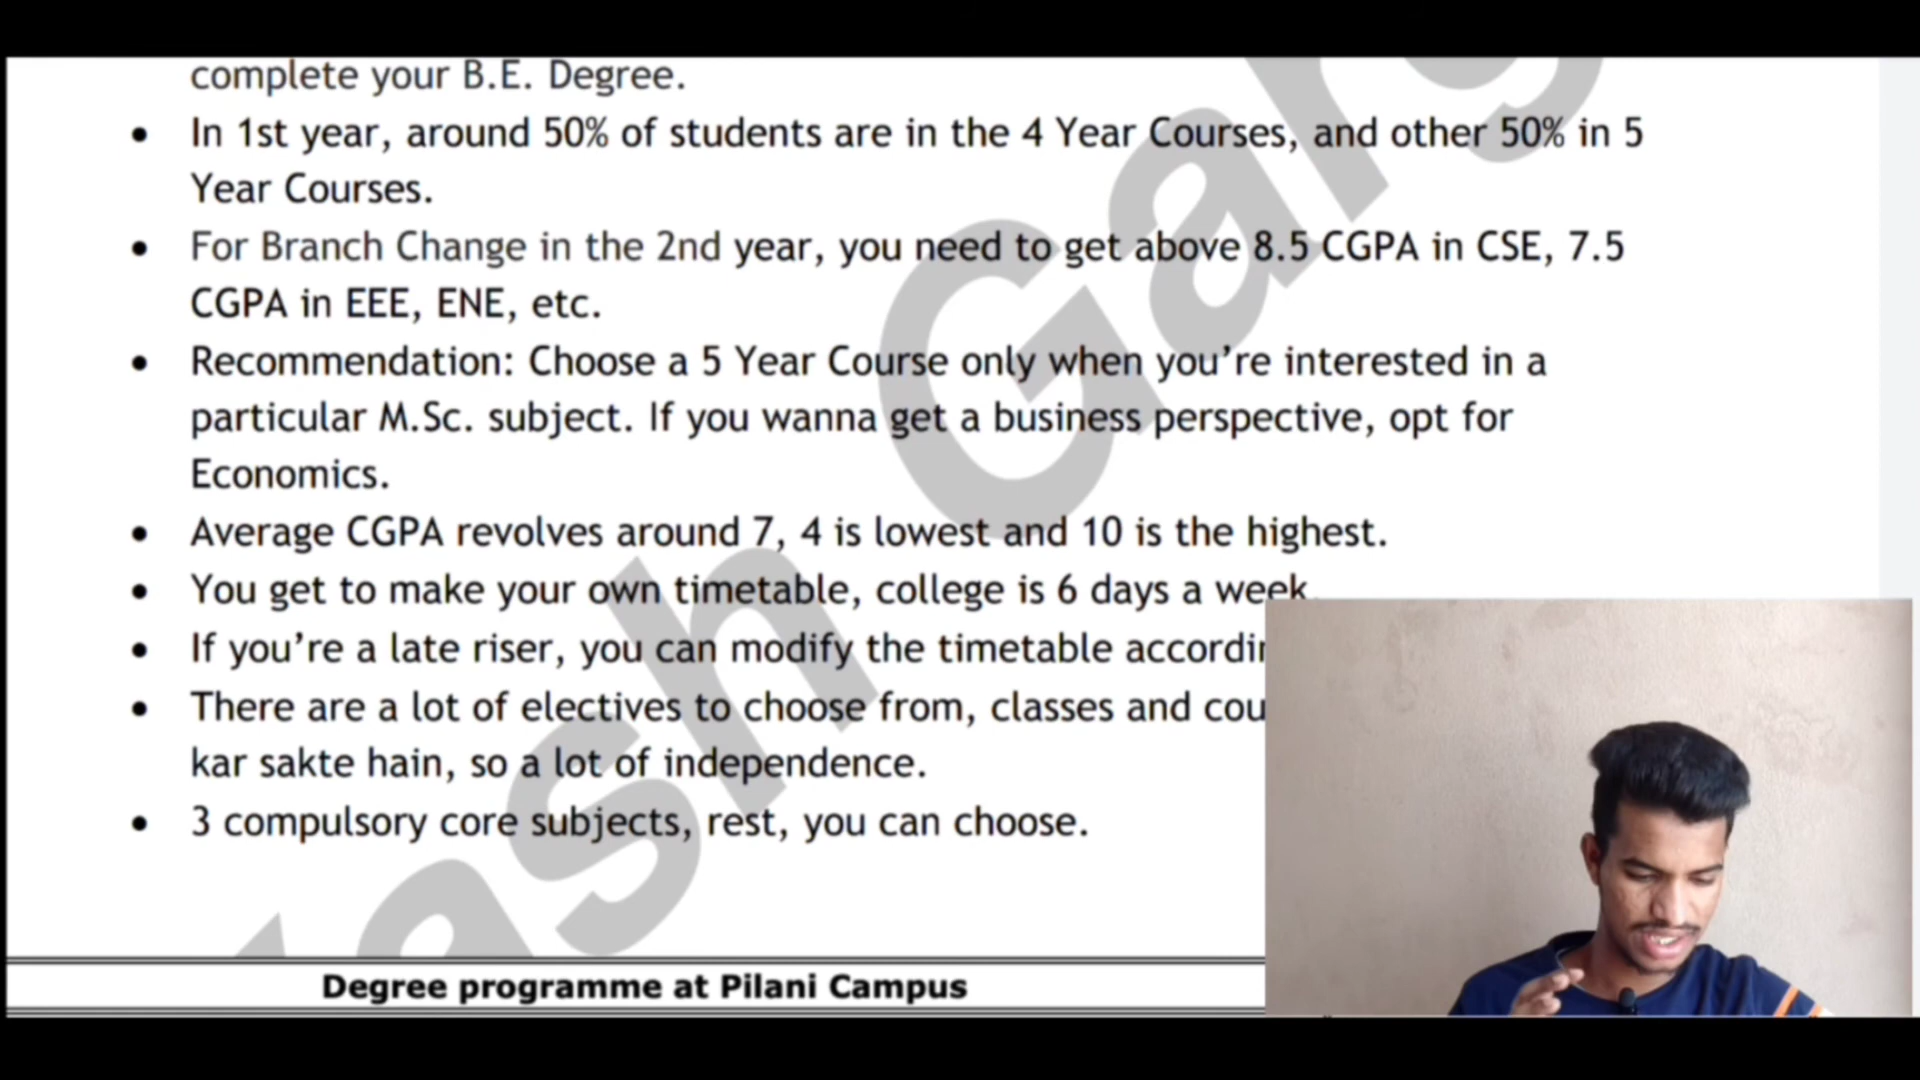 complete your B.E. Degree.
• In 1st year, around 50% of students are in the 4 Year Courses, and other 50% in 5
Year Courses.
• For Branch Change in the 2nd year, you need to get above 8.5 CGPA in CSE, 7.5
CGPA in EEE, ENE, etc.
• Recommendation: Choose a 5 Year Course only when you’re interested in a
particular M.Sc. subject. If you wanna get a business perspective, opt for
Economics.
• Average CGPA revolves around 7, 4 is lowest and 10 is the highest.
• You get to make your own timetable, college is 6 days a week
• If you’re a late riser, you can modify the timetable
• There are a lot of electives to choose from, classes and
kar sakte hain, so a lot of independence.
• 3 compulsory core subjects, rest, you can choose.
Yash Garg
Degree programme at Pilani Campus